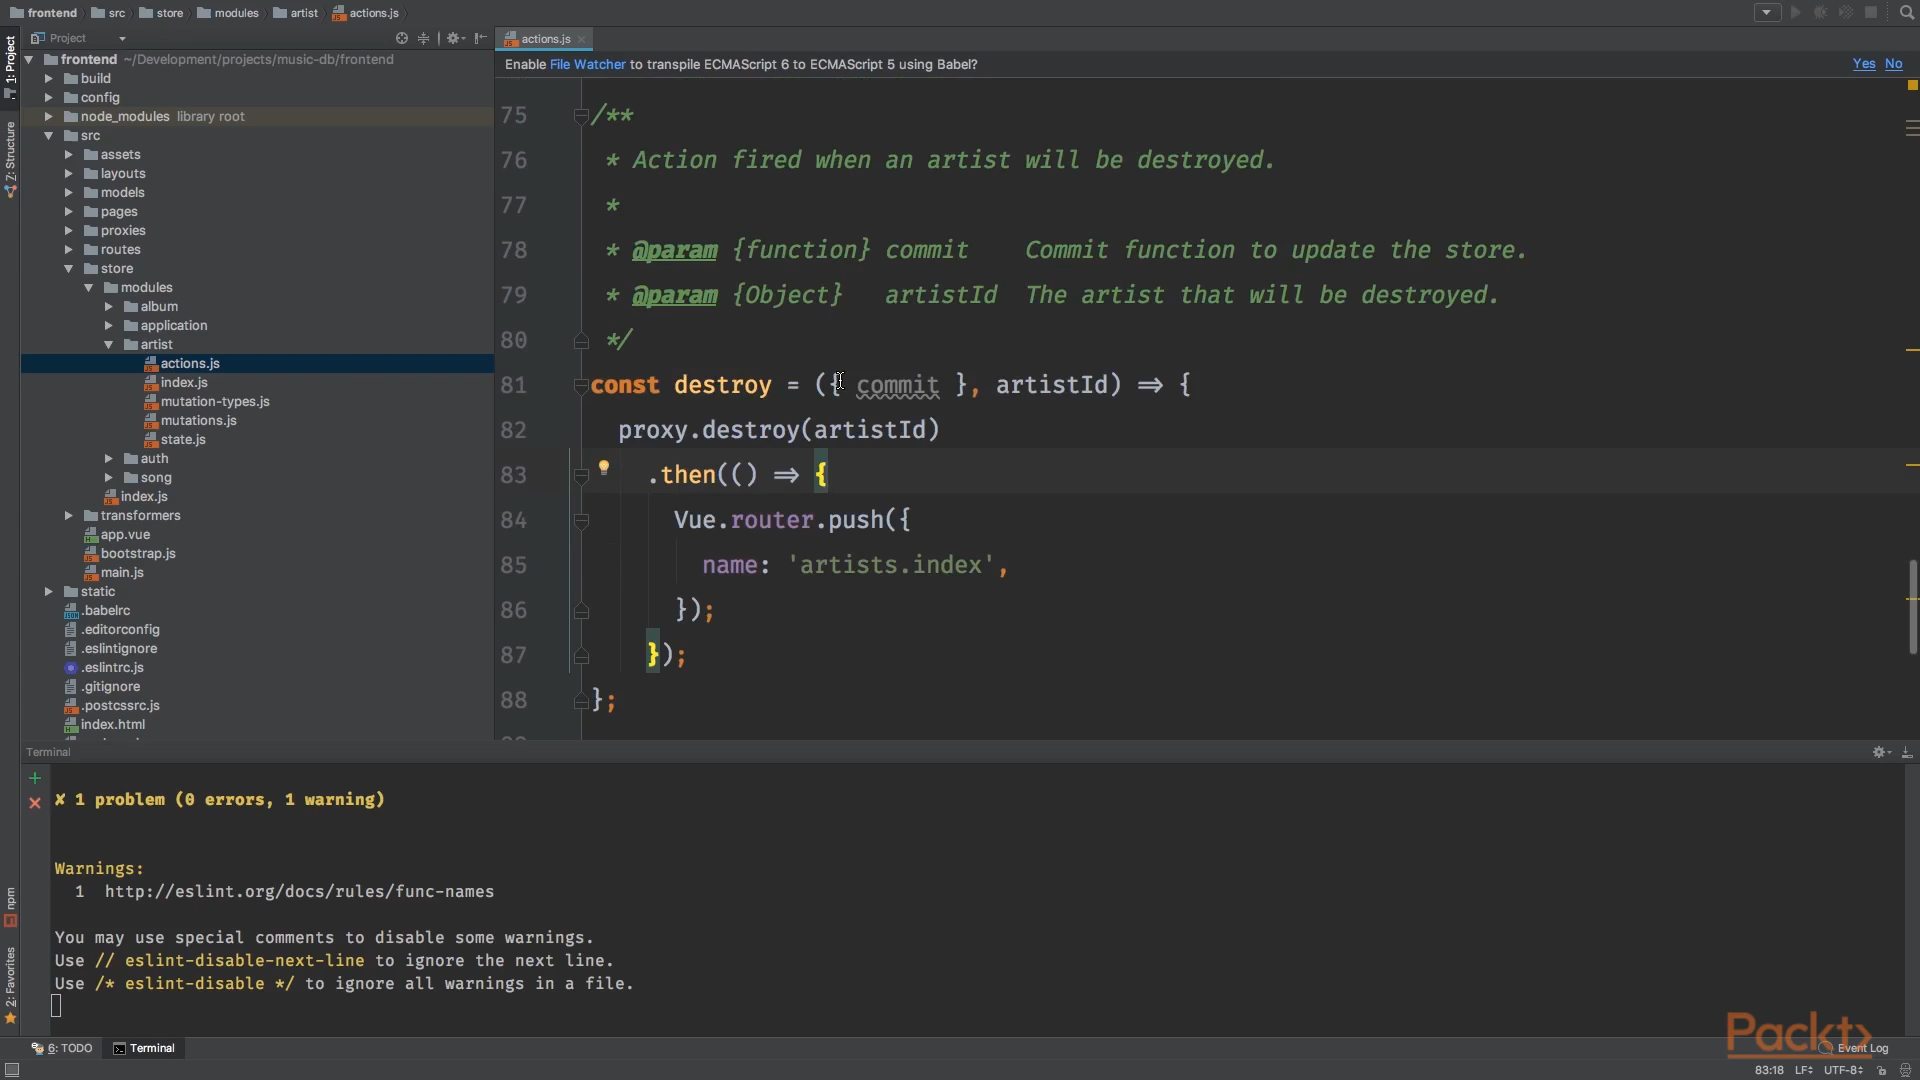 frontend src store modules artist actions.js
1: Project
Project
actions.js
Enable File Watcher to transpile ECMAScript 6 to ECMAScript 5 using Babel?
Yes No
frontend ~/Development/projects/music-db/frontend
build
config
node_modules library root
src
assets
layouts
models
pages
proxies
routes
store
modules
album
application
artist
actions.js
index.js
mutation-types.js
mutations.js
state.js
auth
song
index.js
transformers
app.vue
bootstrap.js
main.js
static
.babelrc
.editorconfig
.eslintignore
.eslintrc.js
.gitignore
.postcssrc.js
index.html
Z: Structure
75 /**
76 * Action fired when an artist will be destroyed.
77 *
78 * @param {function} commit Commit function to update the store.
79 * @param {Object} artistId The artist that will be destroyed.
80 */
81 const destroy = ({ commit }, artistId) => {
82 proxy.destroy(artistId)
83 .then(() => {
84 Vue.router.push({
85 name: 'artists.index',
86 });
87 });
88 };
Terminal
✘ 1 problem (0 errors, 1 warning)
Warnings:
1 http://eslint.org/docs/rules/func-names
You may use special comments to disable some warnings.
Use // eslint-disable-next-line to ignore the next line.
Use /* eslint-disable */ to ignore all warnings in a file.
npm
2: Favorites
6: TODO
Terminal
Packt>
Event Log
83:18 LF÷ UTF-8÷